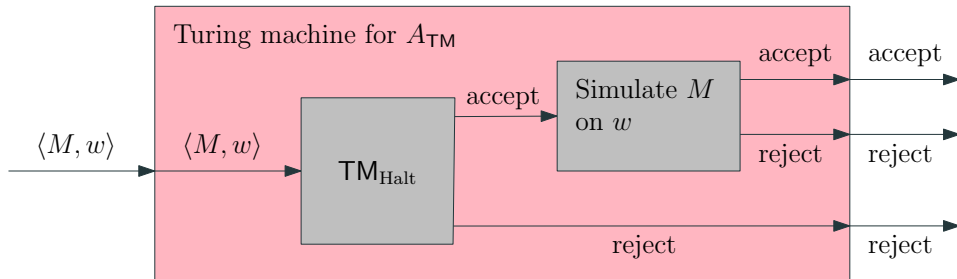 Turing machine for A_TM
accept
accept
accept
Simulate M
on w
⟨M, w⟩
⟨M, w⟩
reject
reject
TM_Halt
reject
reject